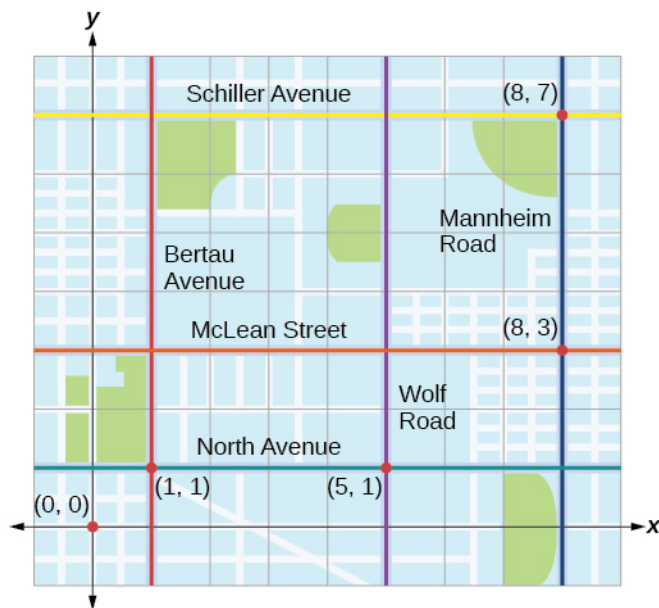 y
Schiller Avenue
(8, 7)
Mannheim
Road
Bertau
Avenue
McLean Street
(8, 3)
Wolf
Road
North Avenue
(0, 0)
(1, 1)
(5, 1)
x